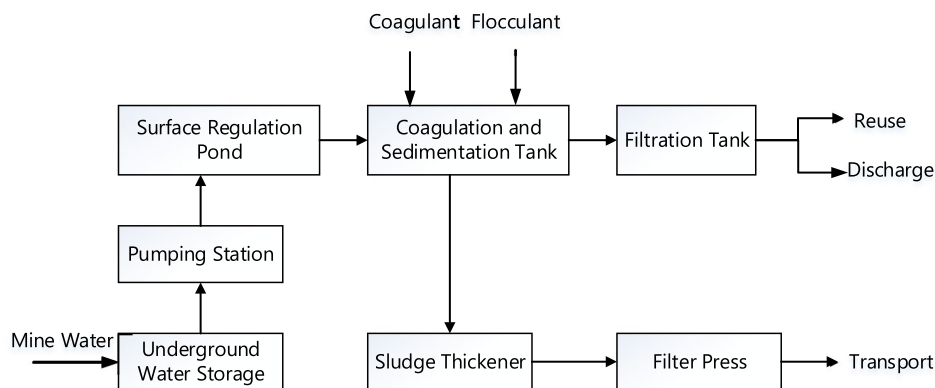 Coagulant Flocculant
Surface Regulation
Pond
Coagulation and
Sedimentation Tank
Filtration Tank
Reuse
Discharge
Pumping Station
Mine Water
Underground
Water Storage
Sludge Thickener
Filter Press
Transport